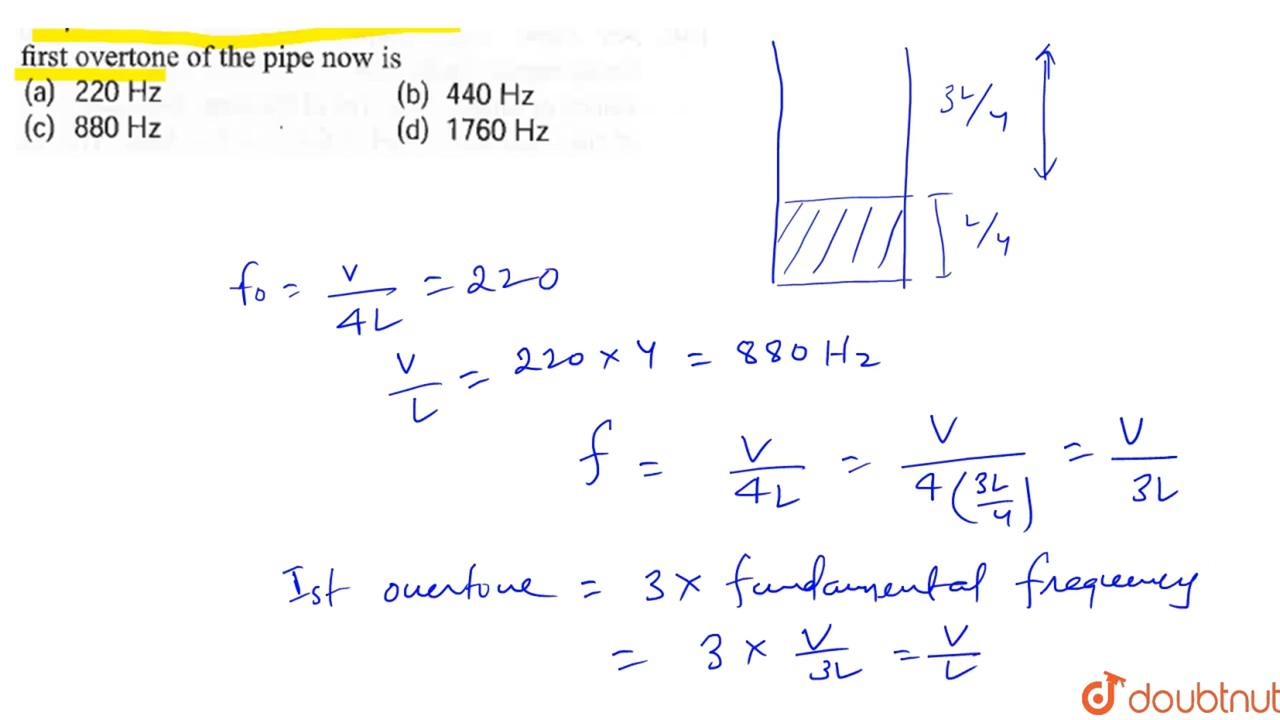 first overtone of the pipe now is
(a) 220 Hz (b) 440 Hz
(c) 880 Hz (d) 1760 Hz
3L/4
L/4
f₀ = V/4L = 220
V/L = 220 × 4 = 880 Hz
f = V/4L = V/4(3L/4) = V/3L
Ist overtone = 3 × fundamental frequency
= 3 × V/3L = V/L
doubtnut